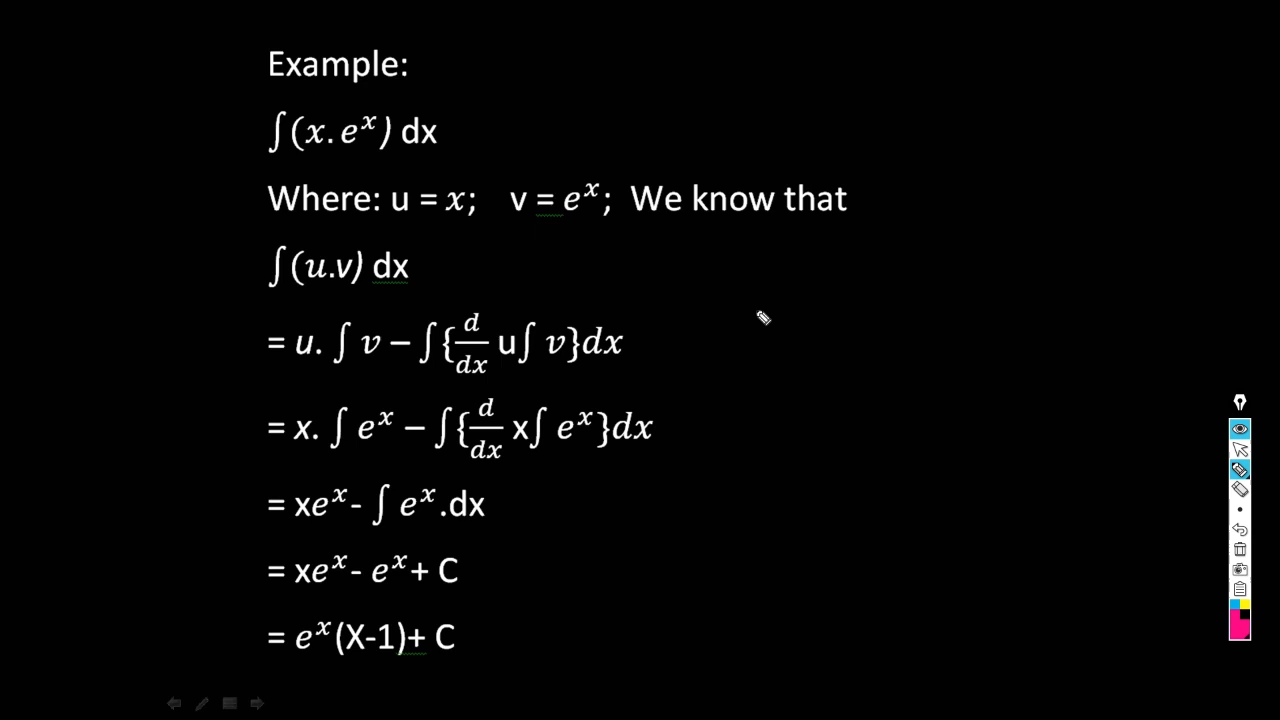 Example:
∫(x.eˣ) dx
Where: u = x; v = eˣ; We know that
∫(u.v) dx
= u. ∫ v − ∫{d/dx u∫ v}dx
= x. ∫ eˣ − ∫{d/dx x∫ eˣ}dx
= xeˣ- ∫ eˣ.dx
= xeˣ- eˣ+ C
= eˣ(X-1)+ C